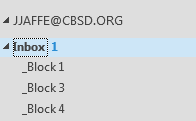 JJAFFE@CBSD.ORG
Inbox 1
_Block 1
_Block 3
_Block 4